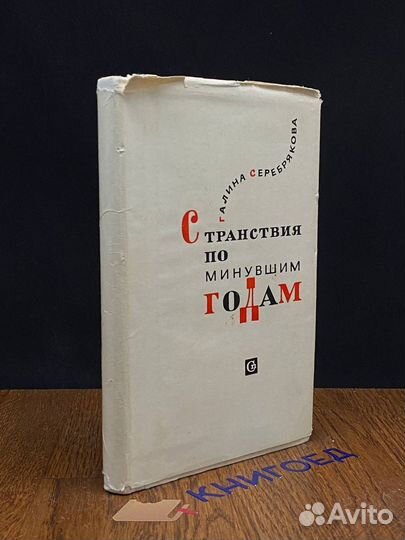 ГАЛИНА СЕРЕБРЯКОВА
СТРАНСТВИЯ
ПО
МИНУВШИМ
ГОДАМ
КНИГОЕД
Avito